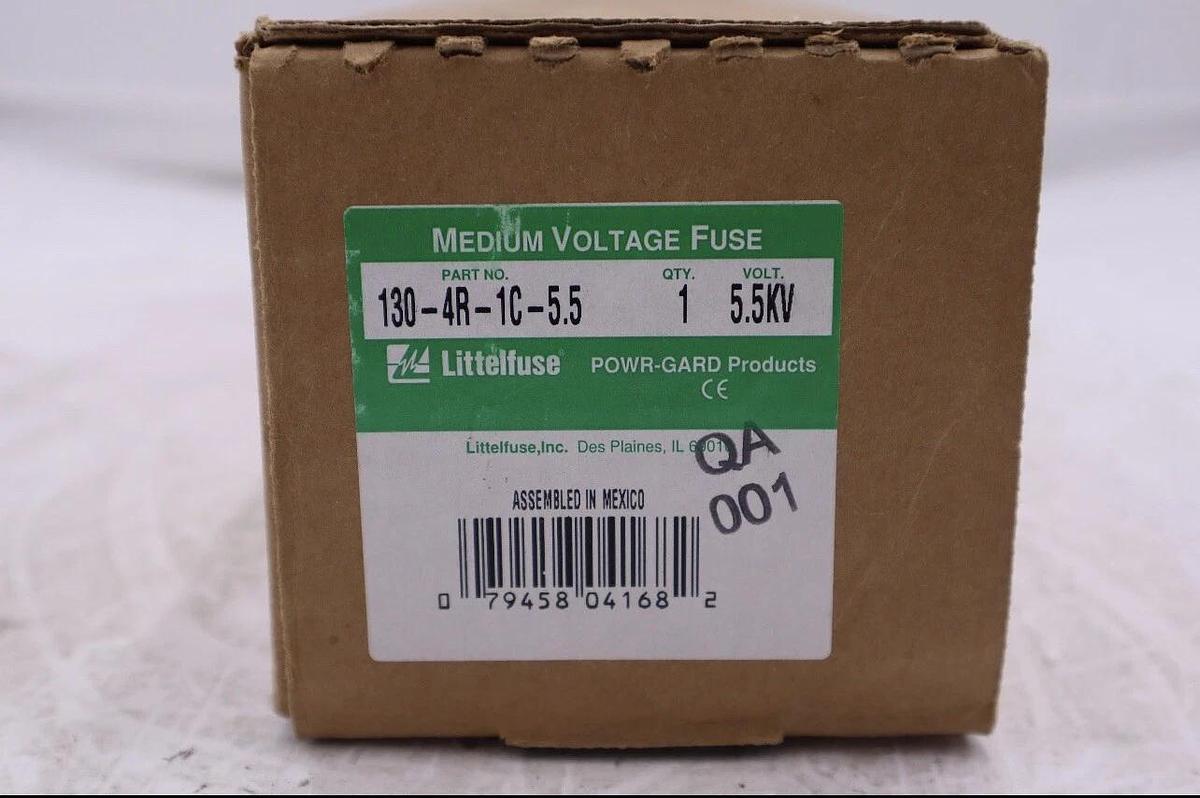 MEDIUM VOLTAGE FUSE
PART NO. QTY. VOLT.
130-4R-1C-5.5 1 5.5KV
Littelfuse® POWR-GARD Products
CE
Littelfuse,Inc. Des Plaines, IL
QA
001
ASSEMBLED IN MEXICO
0 79458 04168 2